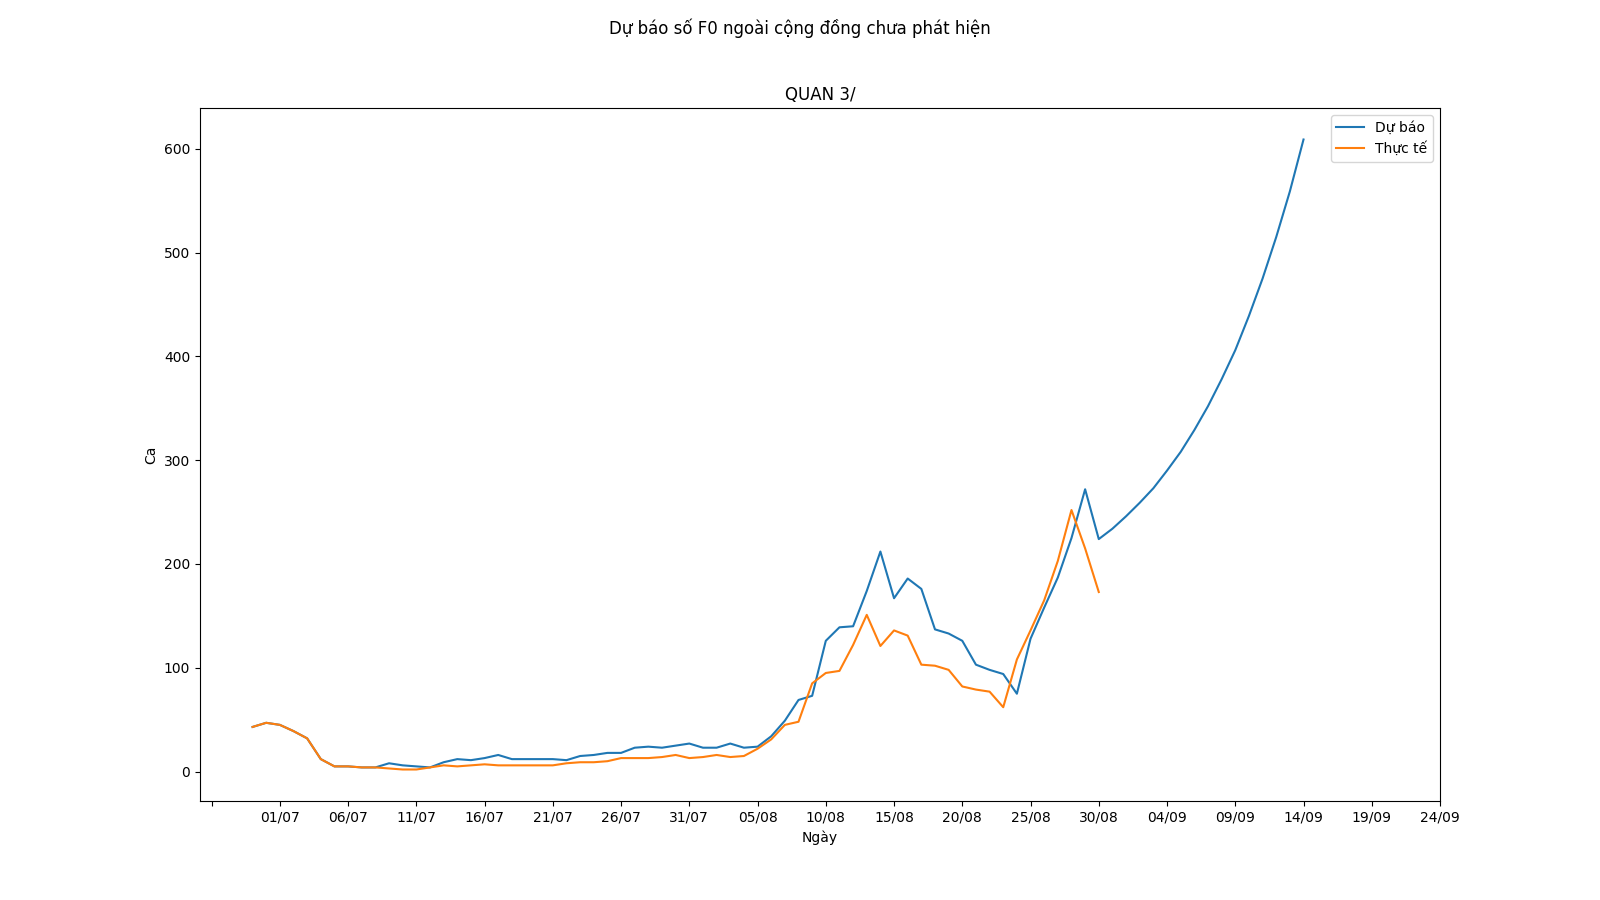 Dự báo số F0 ngoài cộng đồng chưa phát hiện
QUAN 3/
Dự báo
Thực tế
600
500
400
300
200
100
0
Ca
01/07 06/07 11/07 16/07 21/07 26/07 31/07 05/08 10/08 15/08 20/08 25/08 30/08 04/09 09/09 14/09 19/09 24/09
Ngày